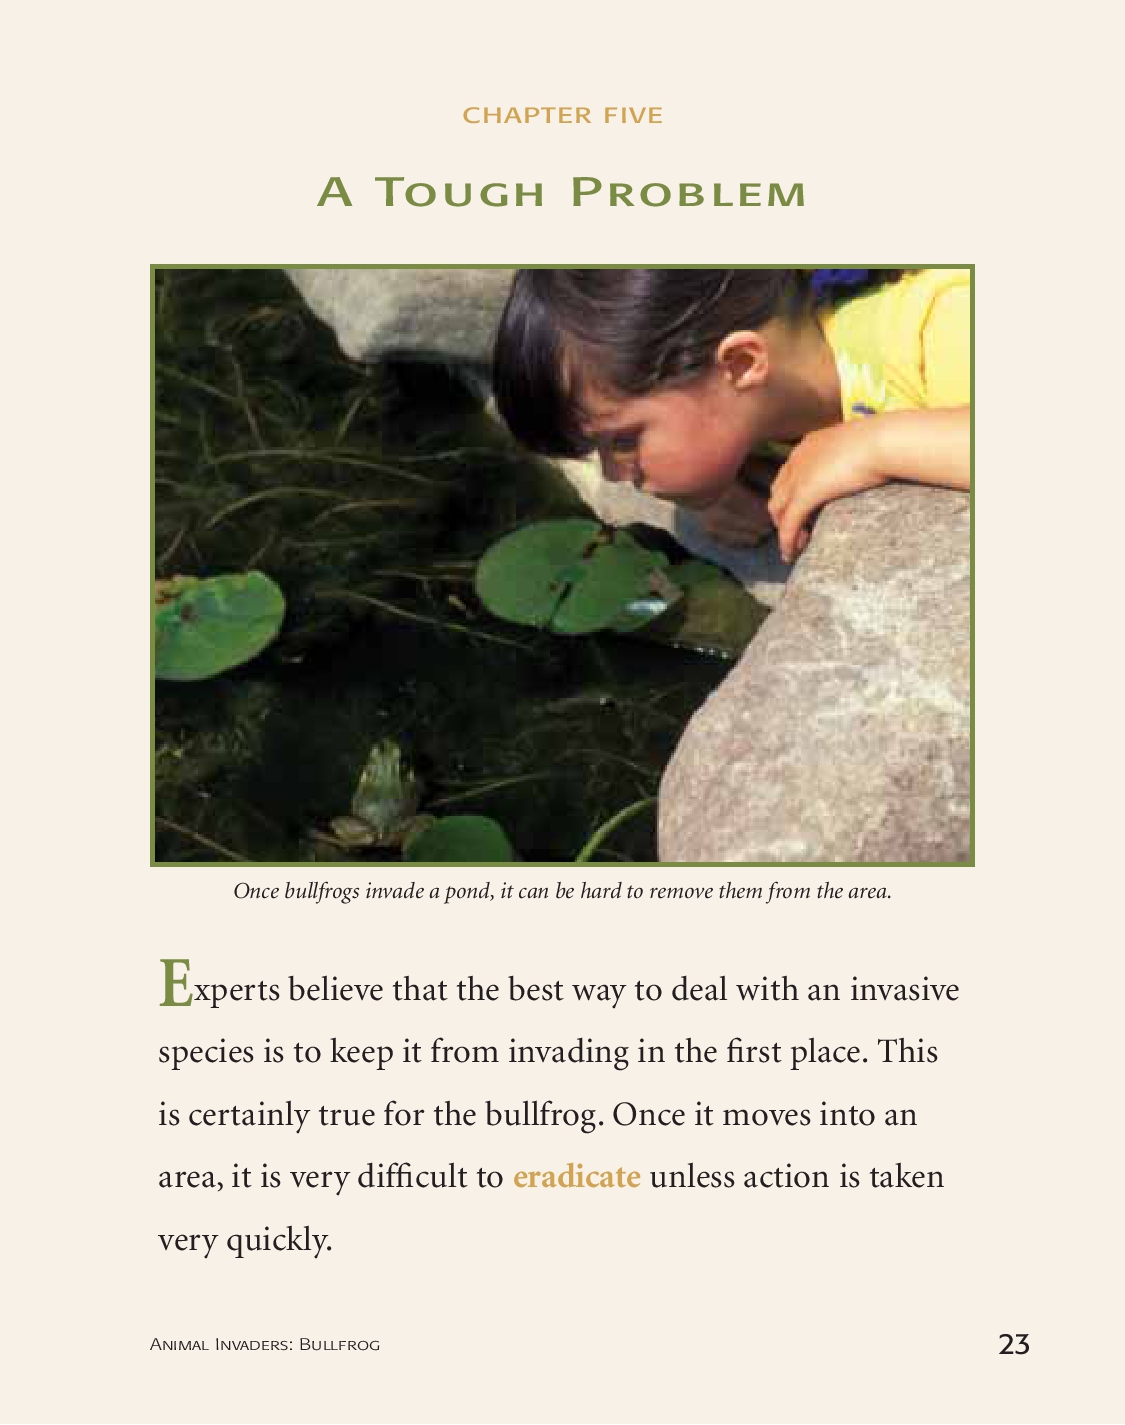 CHAPTER FIVE
A TOUGH PROBLEM
Once bullfrogs invade a pond, it can be hard to remove them from the area.
Experts believe that the best way to deal with an invasive
species is to keep it from invading in the first place. This
is certainly true for the bullfrog. Once it moves into an
area, it is very difficult to eradicate unless action is taken
very quickly.
ANIMAL INVADERS: BULLFROG
23